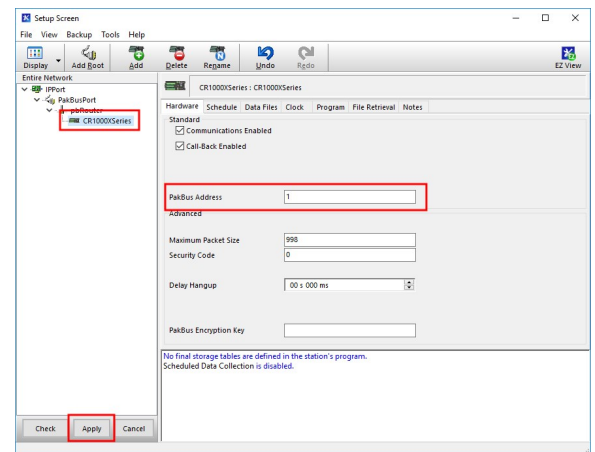 Setup Screen
File View Backup Tools Help
Display Add Root Add Delete Rename Undo Redo EZ View
Entire Network
IPPort
PakBusPort
pbRouter
CR1000XSeries
CR1000XSeries : CR1000XSeries
Hardware Schedule Data Files Clock Program File Retrieval Notes
Standard
Communications Enabled
Call-Back Enabled
PakBus Address 1
Advanced
Maximum Packet Size 998
Security Code 0
Delay Hangup 00 s 000 ms
PakBus Encryption Key
No final storage tables are defined in the station's program.
Scheduled Data Collection is disabled.
Check Apply Cancel